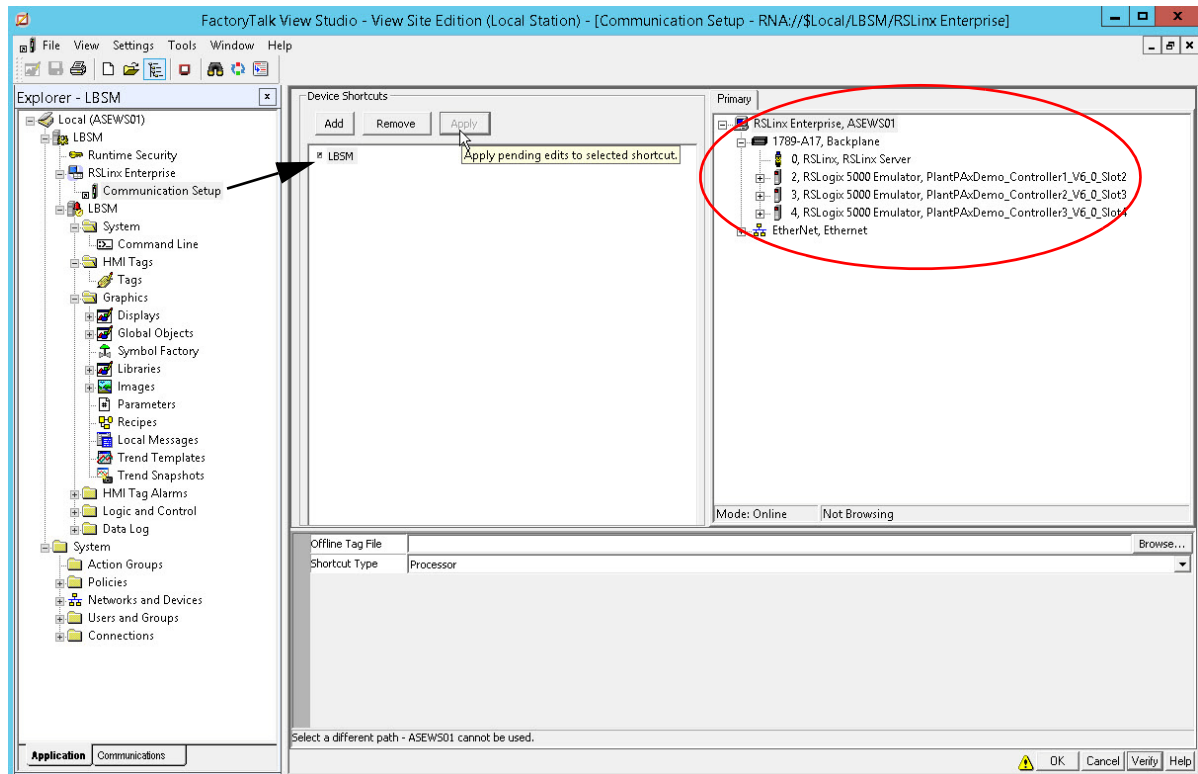 FactoryTalk View Studio - View Site Edition (Local Station) - [Communication Setup - RNA://$Local/LBSM/RSLinx Enterprise]
File View Settings Tools Window Help
Explorer - LBSM
Local (ASEWS01)
LBSM
Runtime Security
RSLinx Enterprise
Communication Setup
LBSM
System
Command Line
HMI Tags
Tags
Graphics
Displays
Global Objects
Symbol Factory
Libraries
Images
Parameters
Recipes
Local Messages
Trend Templates
Trend Snapshots
HMI Tag Alarms
Logic and Control
Data Log
System
Action Groups
Policies
Networks and Devices
Users and Groups
Connections
Application Communications
Device Shortcuts
Add Remove Apply
LBSM
Apply pending edits to selected shortcut.
Primary
RSLinx Enterprise, ASEWS01
1789-A17, Backplane
0, RSLinx, RSLinx Server
2, RSLogix 5000 Emulator, PlantPAxDemo_Controller1_V6_0_Slot2
3, RSLogix 5000 Emulator, PlantPAxDemo_Controller2_V6_0_Slot3
4, RSLogix 5000 Emulator, PlantPAxDemo_Controller3_V6_0_Slot4
EtherNet, Ethernet
Mode: Online Not Browsing
Offline Tag File Browse...
Shortcut Type Processor
Select a different path - ASEWS01 cannot be used.
OK Cancel Verify Help